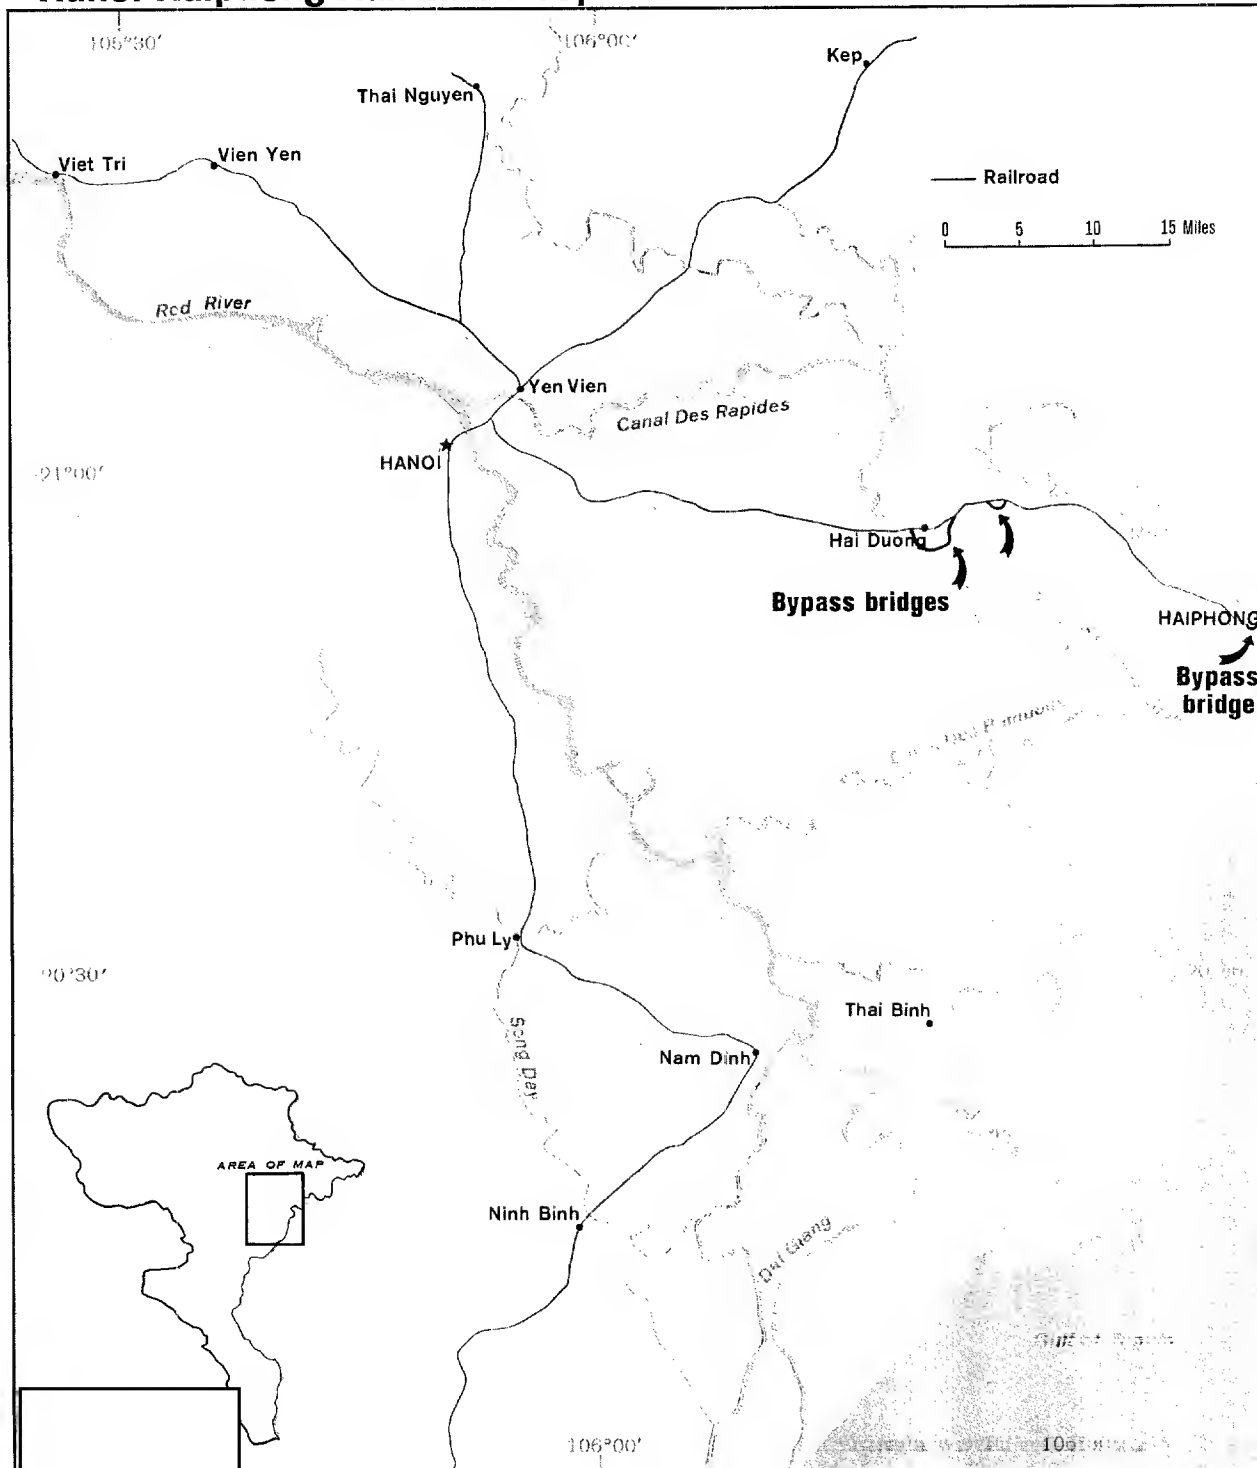 105°30'
106°00'
Kep
Thai Nguyen
Viet Tri
Vien Yen
Railroad
0 5 10 15 Miles
Red River
Yen Vien
Canal Des Rapides
HANOI
21°00'
Hai Duong
Bypass bridges
HAIPHONG
Bypass
bridge
Phu Ly
20°30'
Thai Binh
Song Day
Nam Dinh
AREA OF MAP
Ninh Binh
106°00'